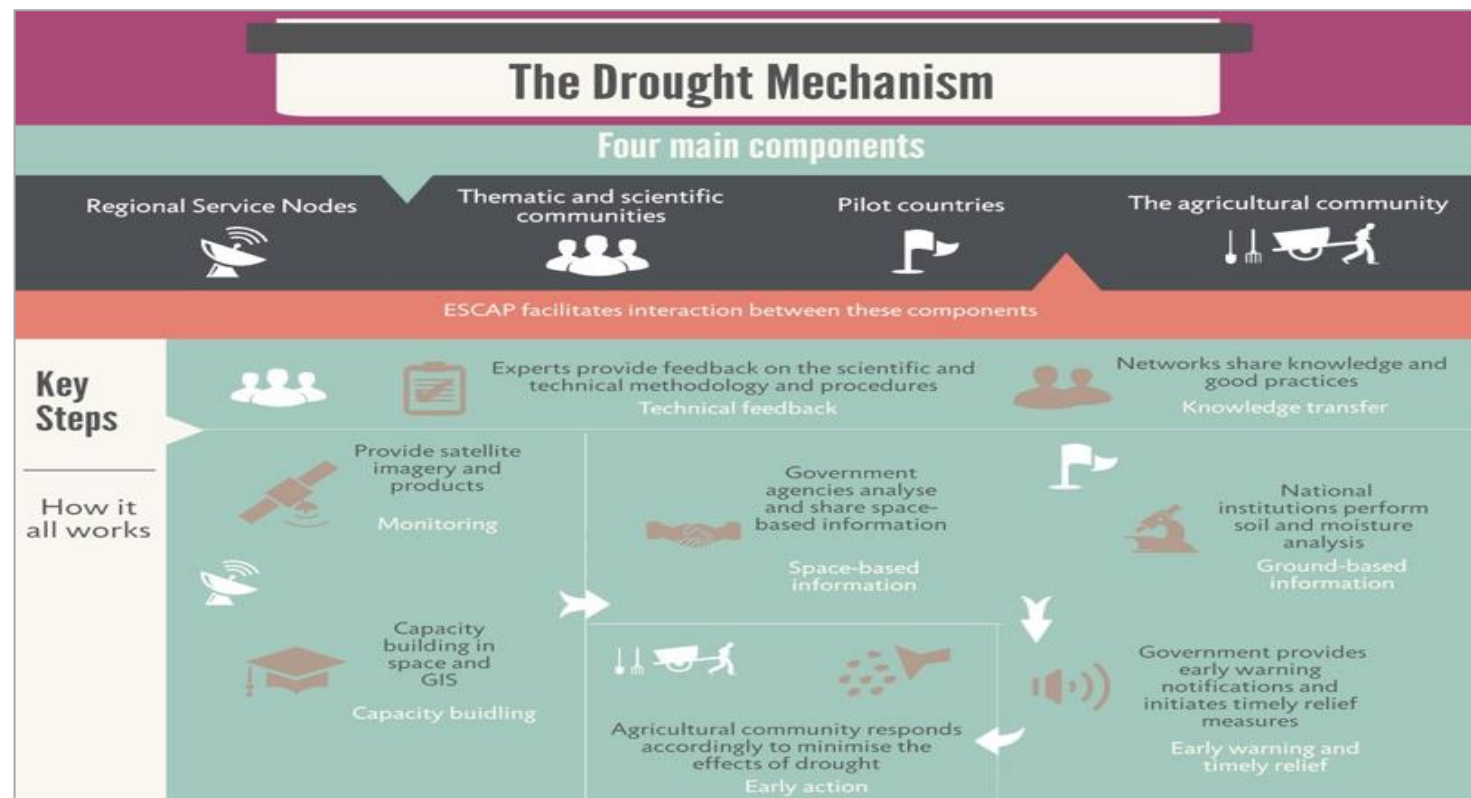 The Drought Mechanism
Four main components
Regional Service Nodes
Thematic and scientific
communities
Pilot countries
The agricultural community
ESCAP facilitates interaction between these components
Key
Steps
How it
all works
Experts provide feedback on the scientific and
technical methodology and procedures
Technical feedback
Networks share knowledge and
good practices
Knowledge transfer
Provide satellite
imagery and
products
Monitoring
Government
agencies analyse
and share space-
based information
Space-based
information
National
institutions perform
soil and moisture
analysis
Ground-based
information
Capacity
building in
space and
GIS
Capacity buidling
Agricultural community responds
accordingly to minimise the
effects of drought
Early action
Government provides
early warning
notifications and
initiates timely relief
measures
Early warning and
timely relief